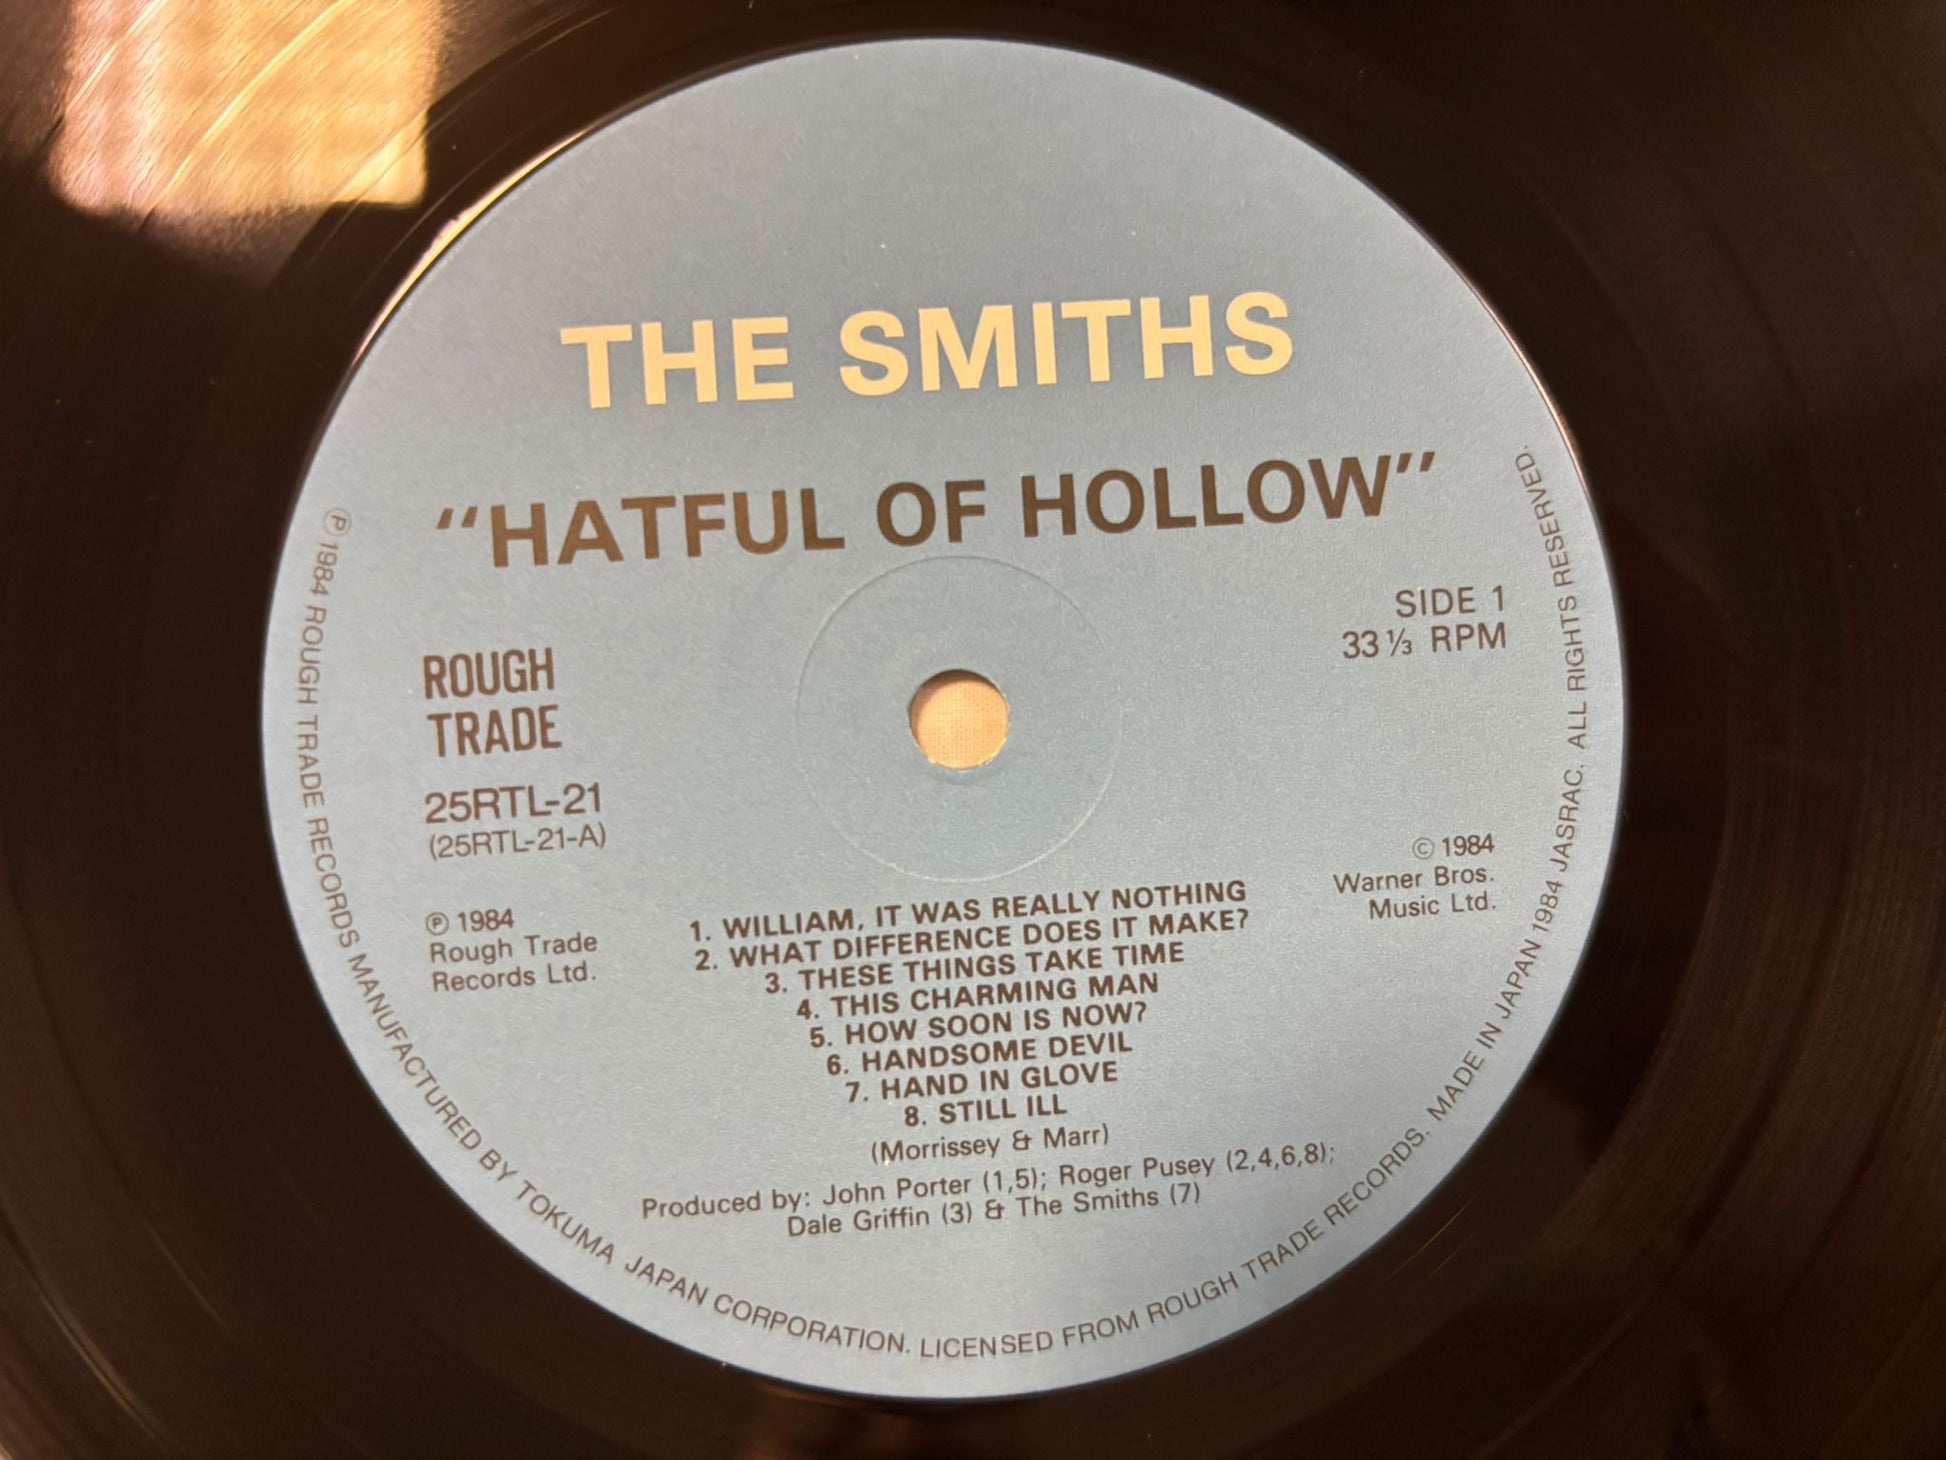 THE SMITHS
"HATFUL OF HOLLOW"
SIDE 1
33 ⅓ RPM
ROUGH
TRADE
25RTL-21
(25RTL-21-A)
℗ 1984
Rough Trade
Records Ltd.
© 1984
Warner Bros.
Music Ltd.
1. WILLIAM, IT WAS REALLY NOTHING
2. WHAT DIFFERENCE DOES IT MAKE?
3. THESE THINGS TAKE TIME
4. THIS CHARMING MAN
5. HOW SOON IS NOW?
6. HANDSOME DEVIL
7. HAND IN GLOVE
8. STILL ILL
(Morrissey & Marr)
Produced by: John Porter (1,5); Roger Pusey (2,4,6,8);
Dale Griffin (3) & The Smiths (7)
℗ 1984 ROUGH TRADE RECORDS MANUFACTURED BY TOKUMA JAPAN CORPORATION. LICENSED FROM ROUGH TRADE RECORDS. MADE IN JAPAN 1984 JASRAC, ALL RIGHTS RESERVED.